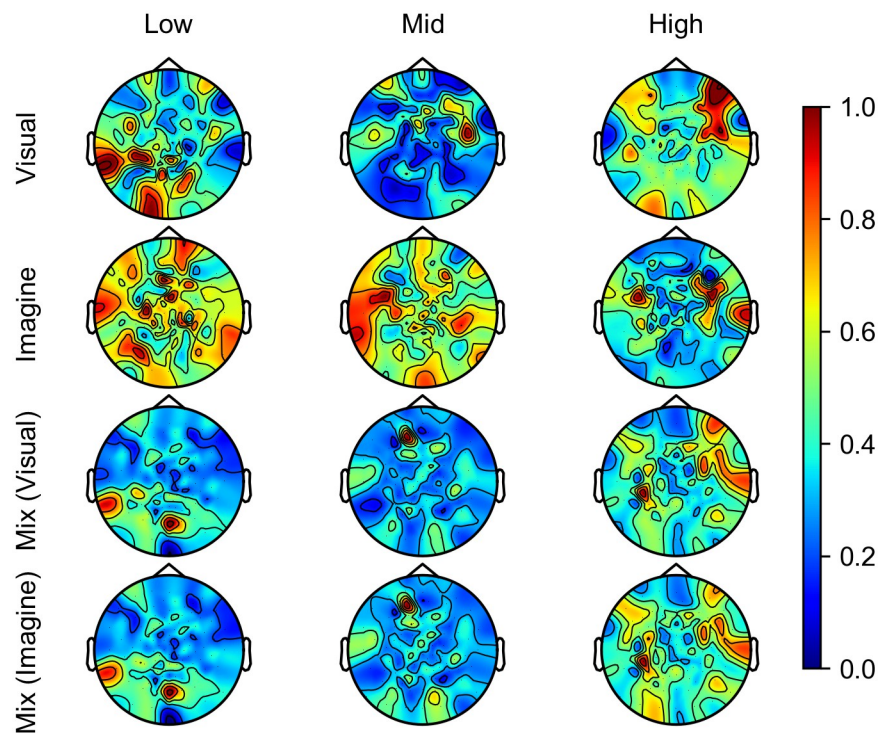 Low Mid High
Visual
Imagine
Mix (Visual)
Mix (Imagine)
1.0
0.8
0.6
0.4
0.2
0.0